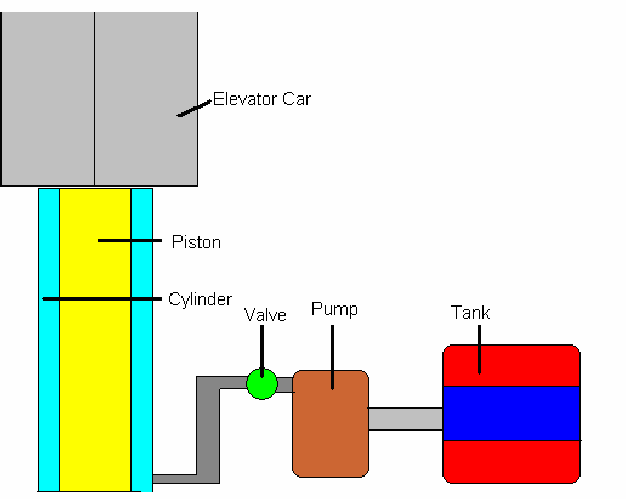 Elevator Car
Piston
Cylinder
Valve
Pump
Tank